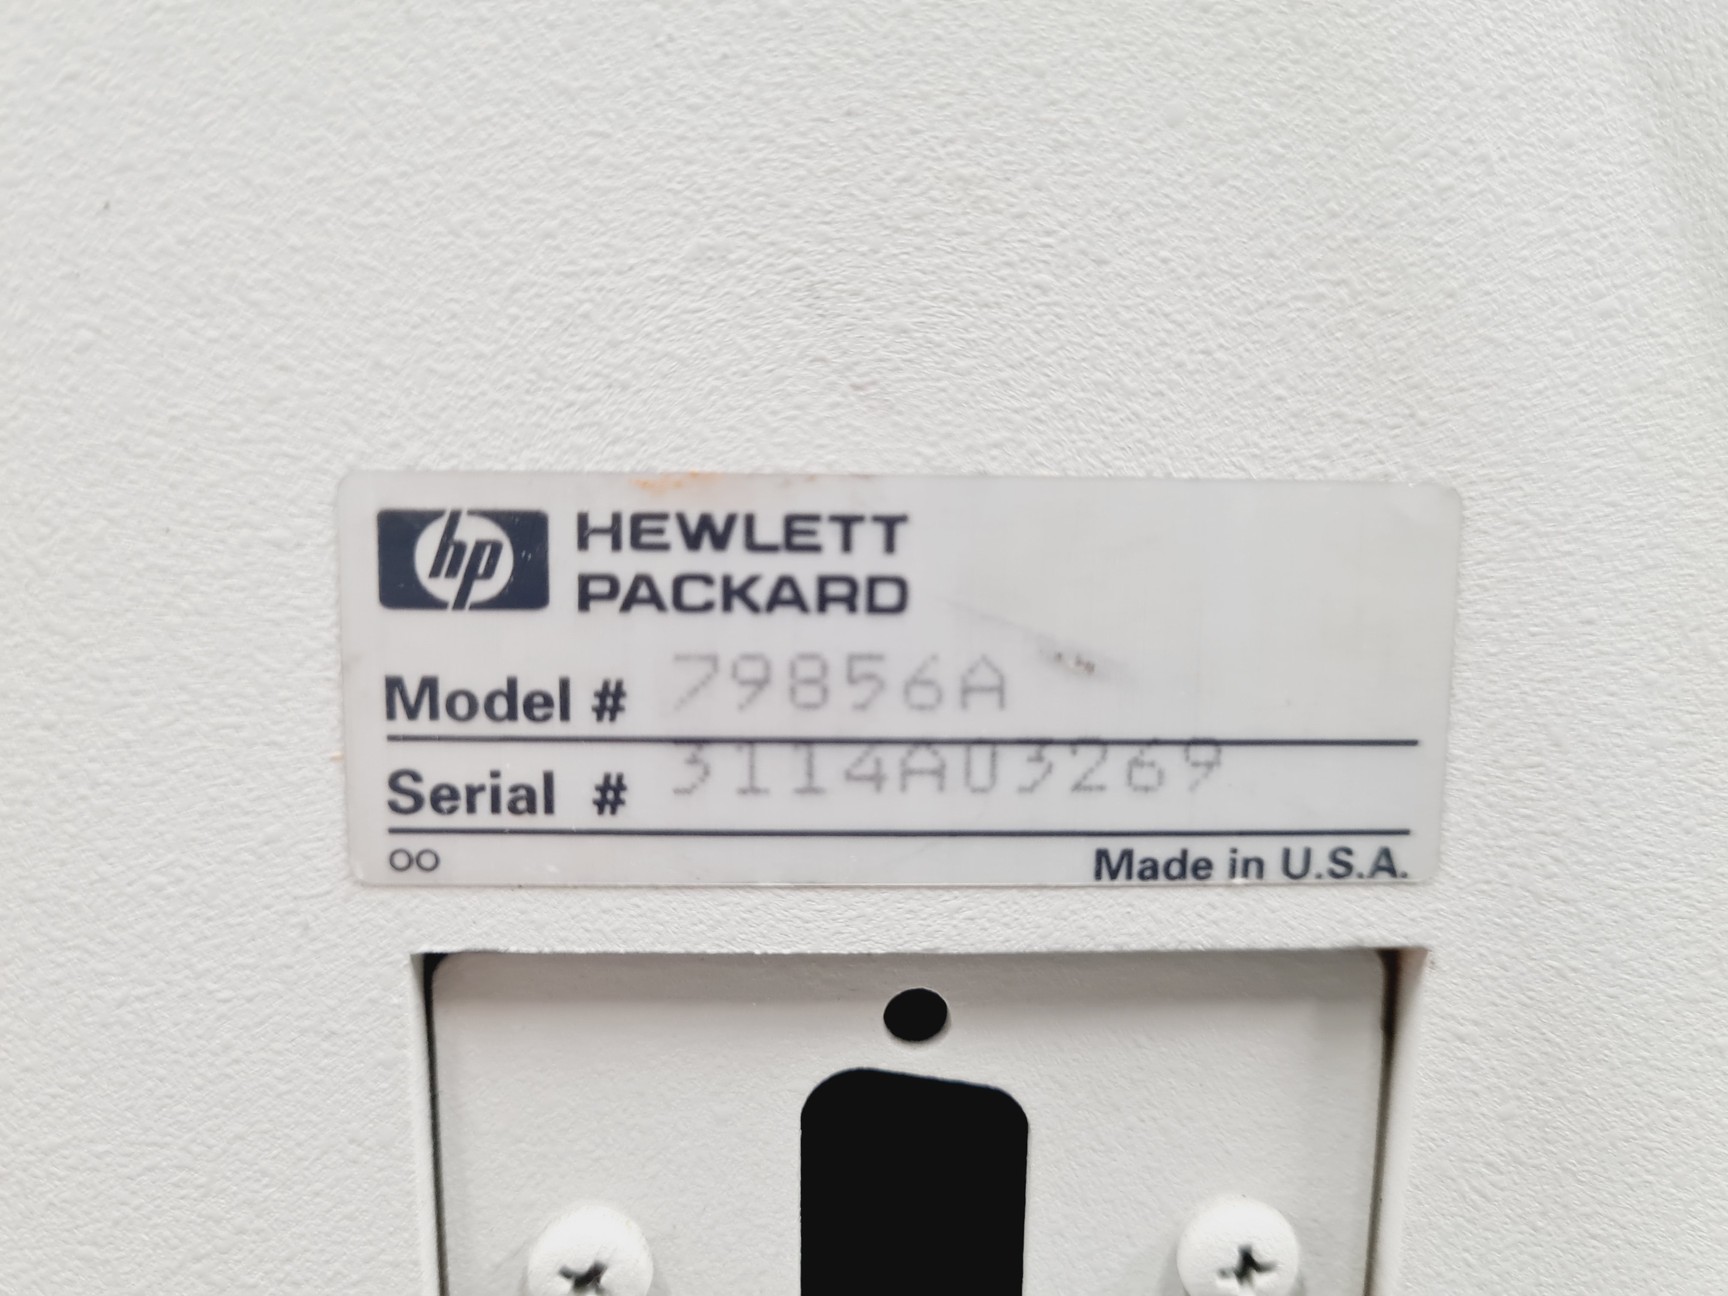 hp HEWLETT
PACKARD
Model # 79856A
Serial # 3114A03269
OO Made in U.S.A.